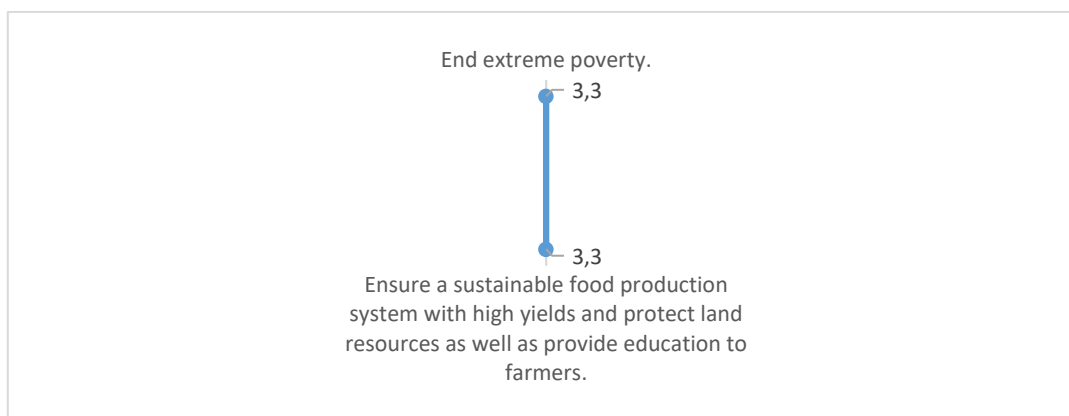 End extreme poverty.
3,3
3,3
Ensure a sustainable food production
system with high yields and protect land
resources as well as provide education to
farmers.